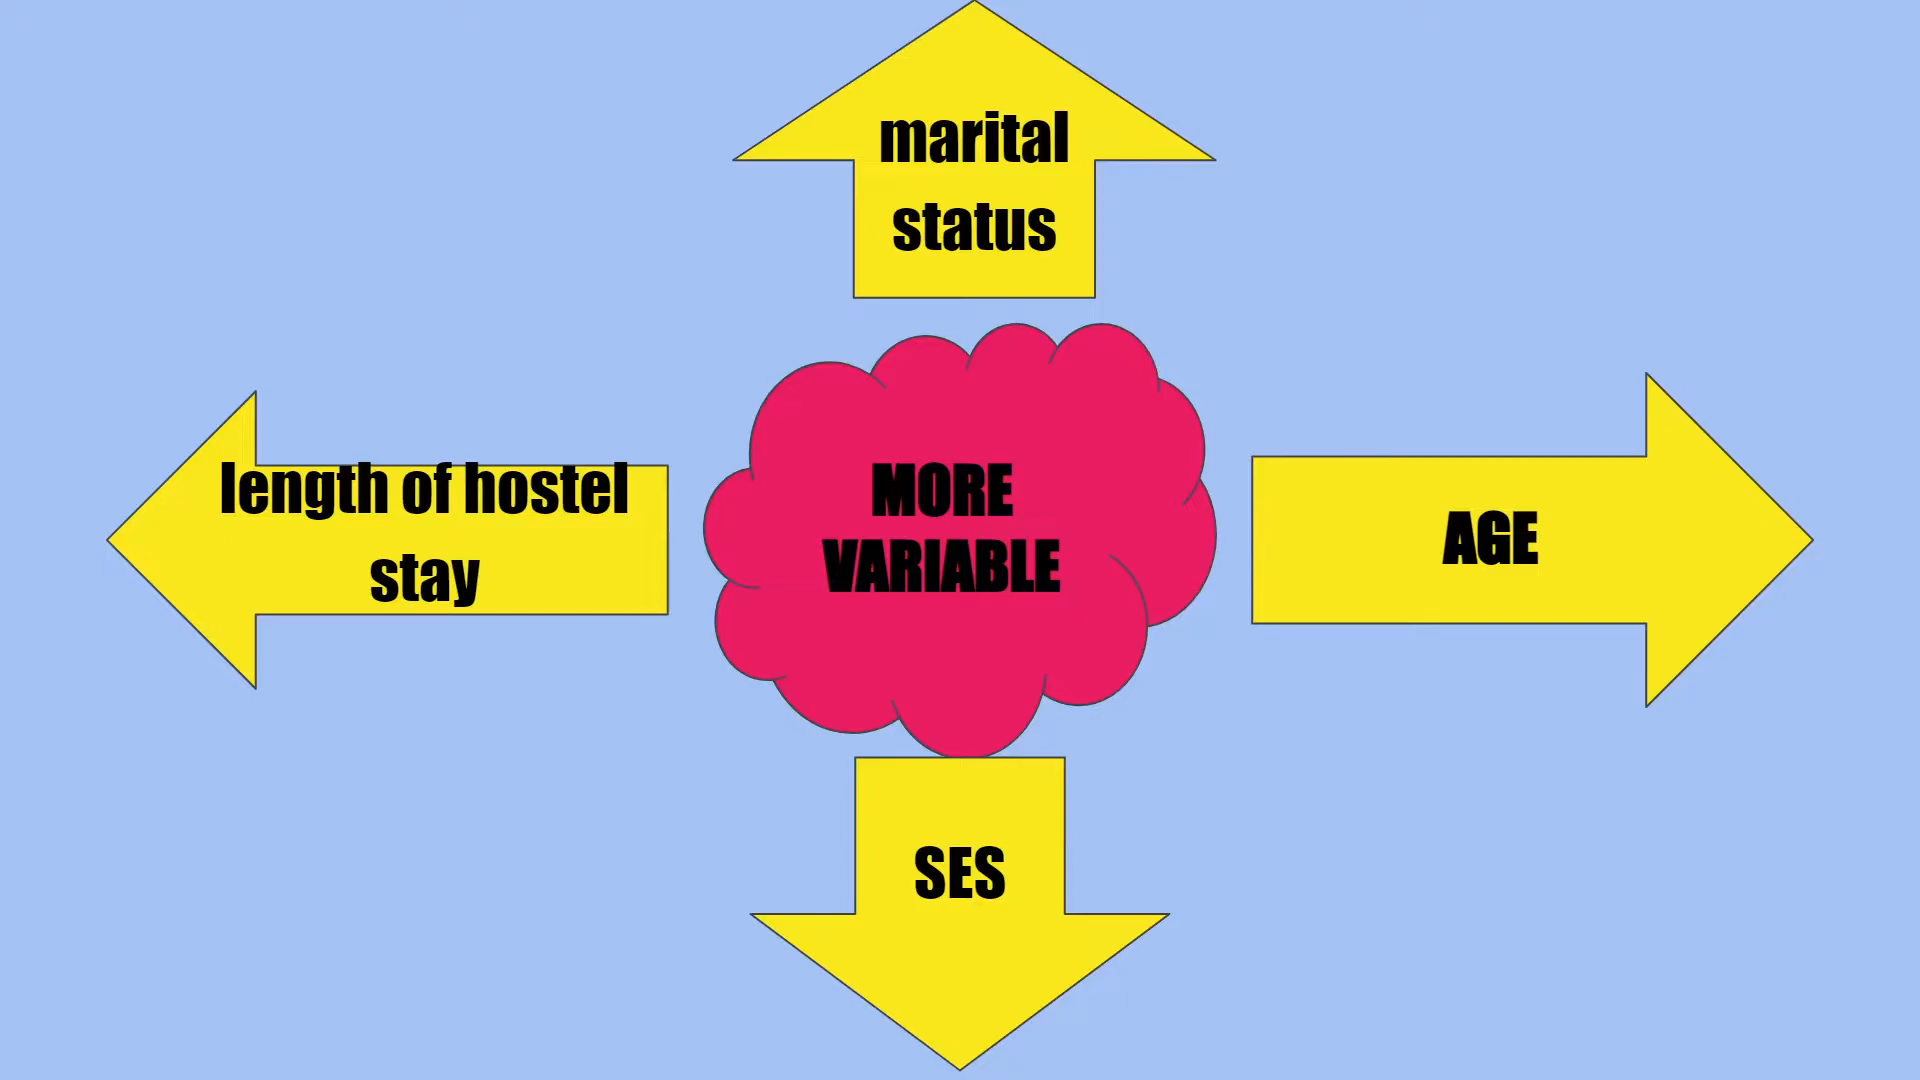 marital
status
length of hostel
stay
MORE
VARIABLE
AGE
SES